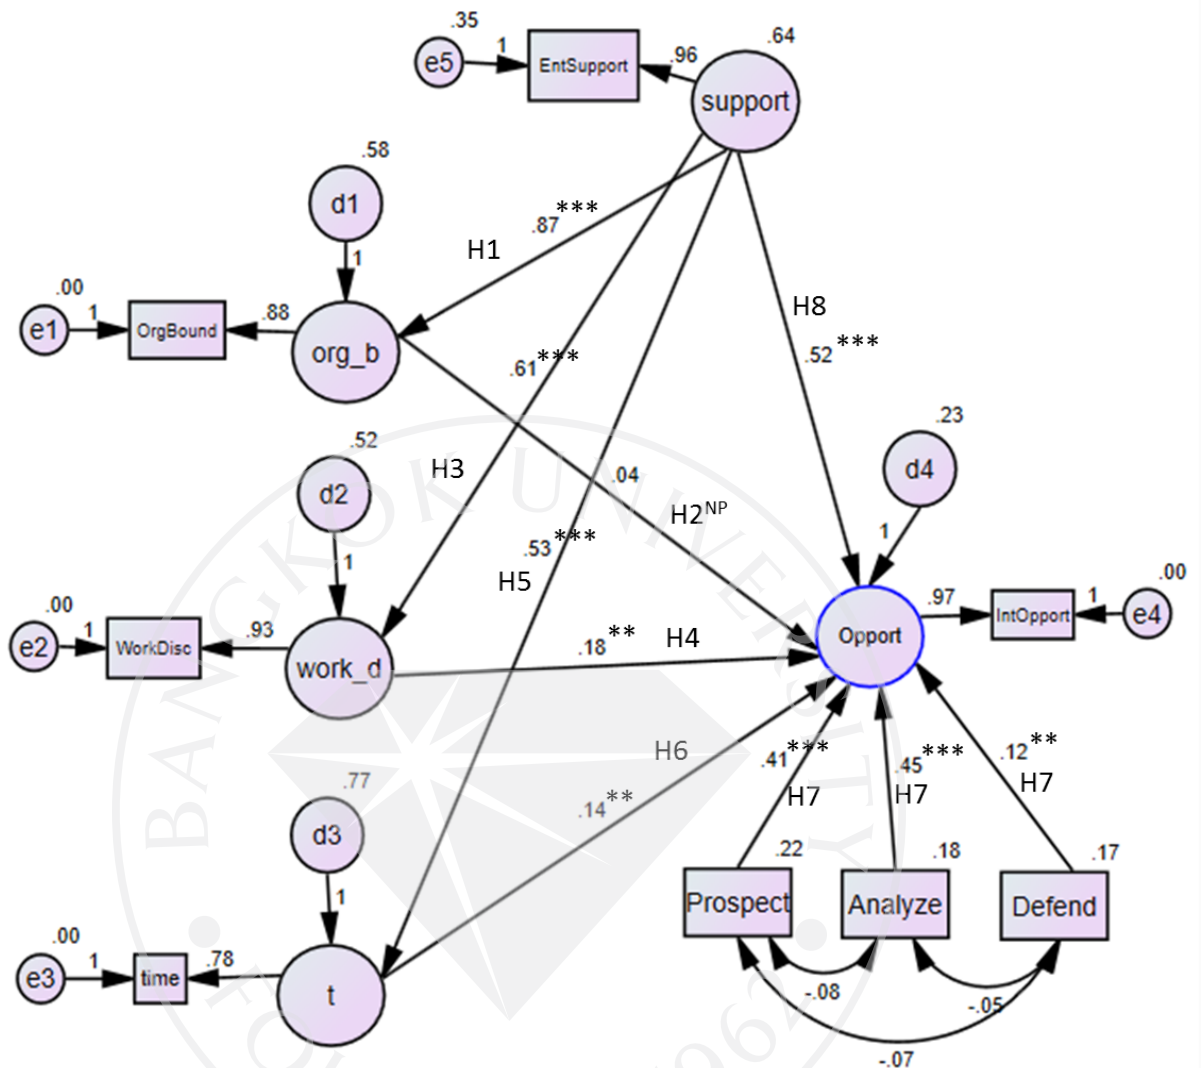 .35
e5
1
EntSupport
.96
.64
support
.58
d1
1
***
.87
H1
.00
e1
1
OrgBound
.88
org_b
H8
.52***
.61***
.52
d2
1
H3
.04
H2NP
.23
d4
1
.53***
H5
.00
e2
1
WorkDisc
.93
work_d
.18**
H4
Opport
.97
IntOpport
1
.00
e4
H6
.14**
.41***
H7
.45***
H7
.12**
H7
.77
d3
1
.00
e3
1
time
.78
t
.22
Prospect
.18
Analyze
.17
Defend
-.08
-.05
-.07
BANGKOK UNIVERSITY
962